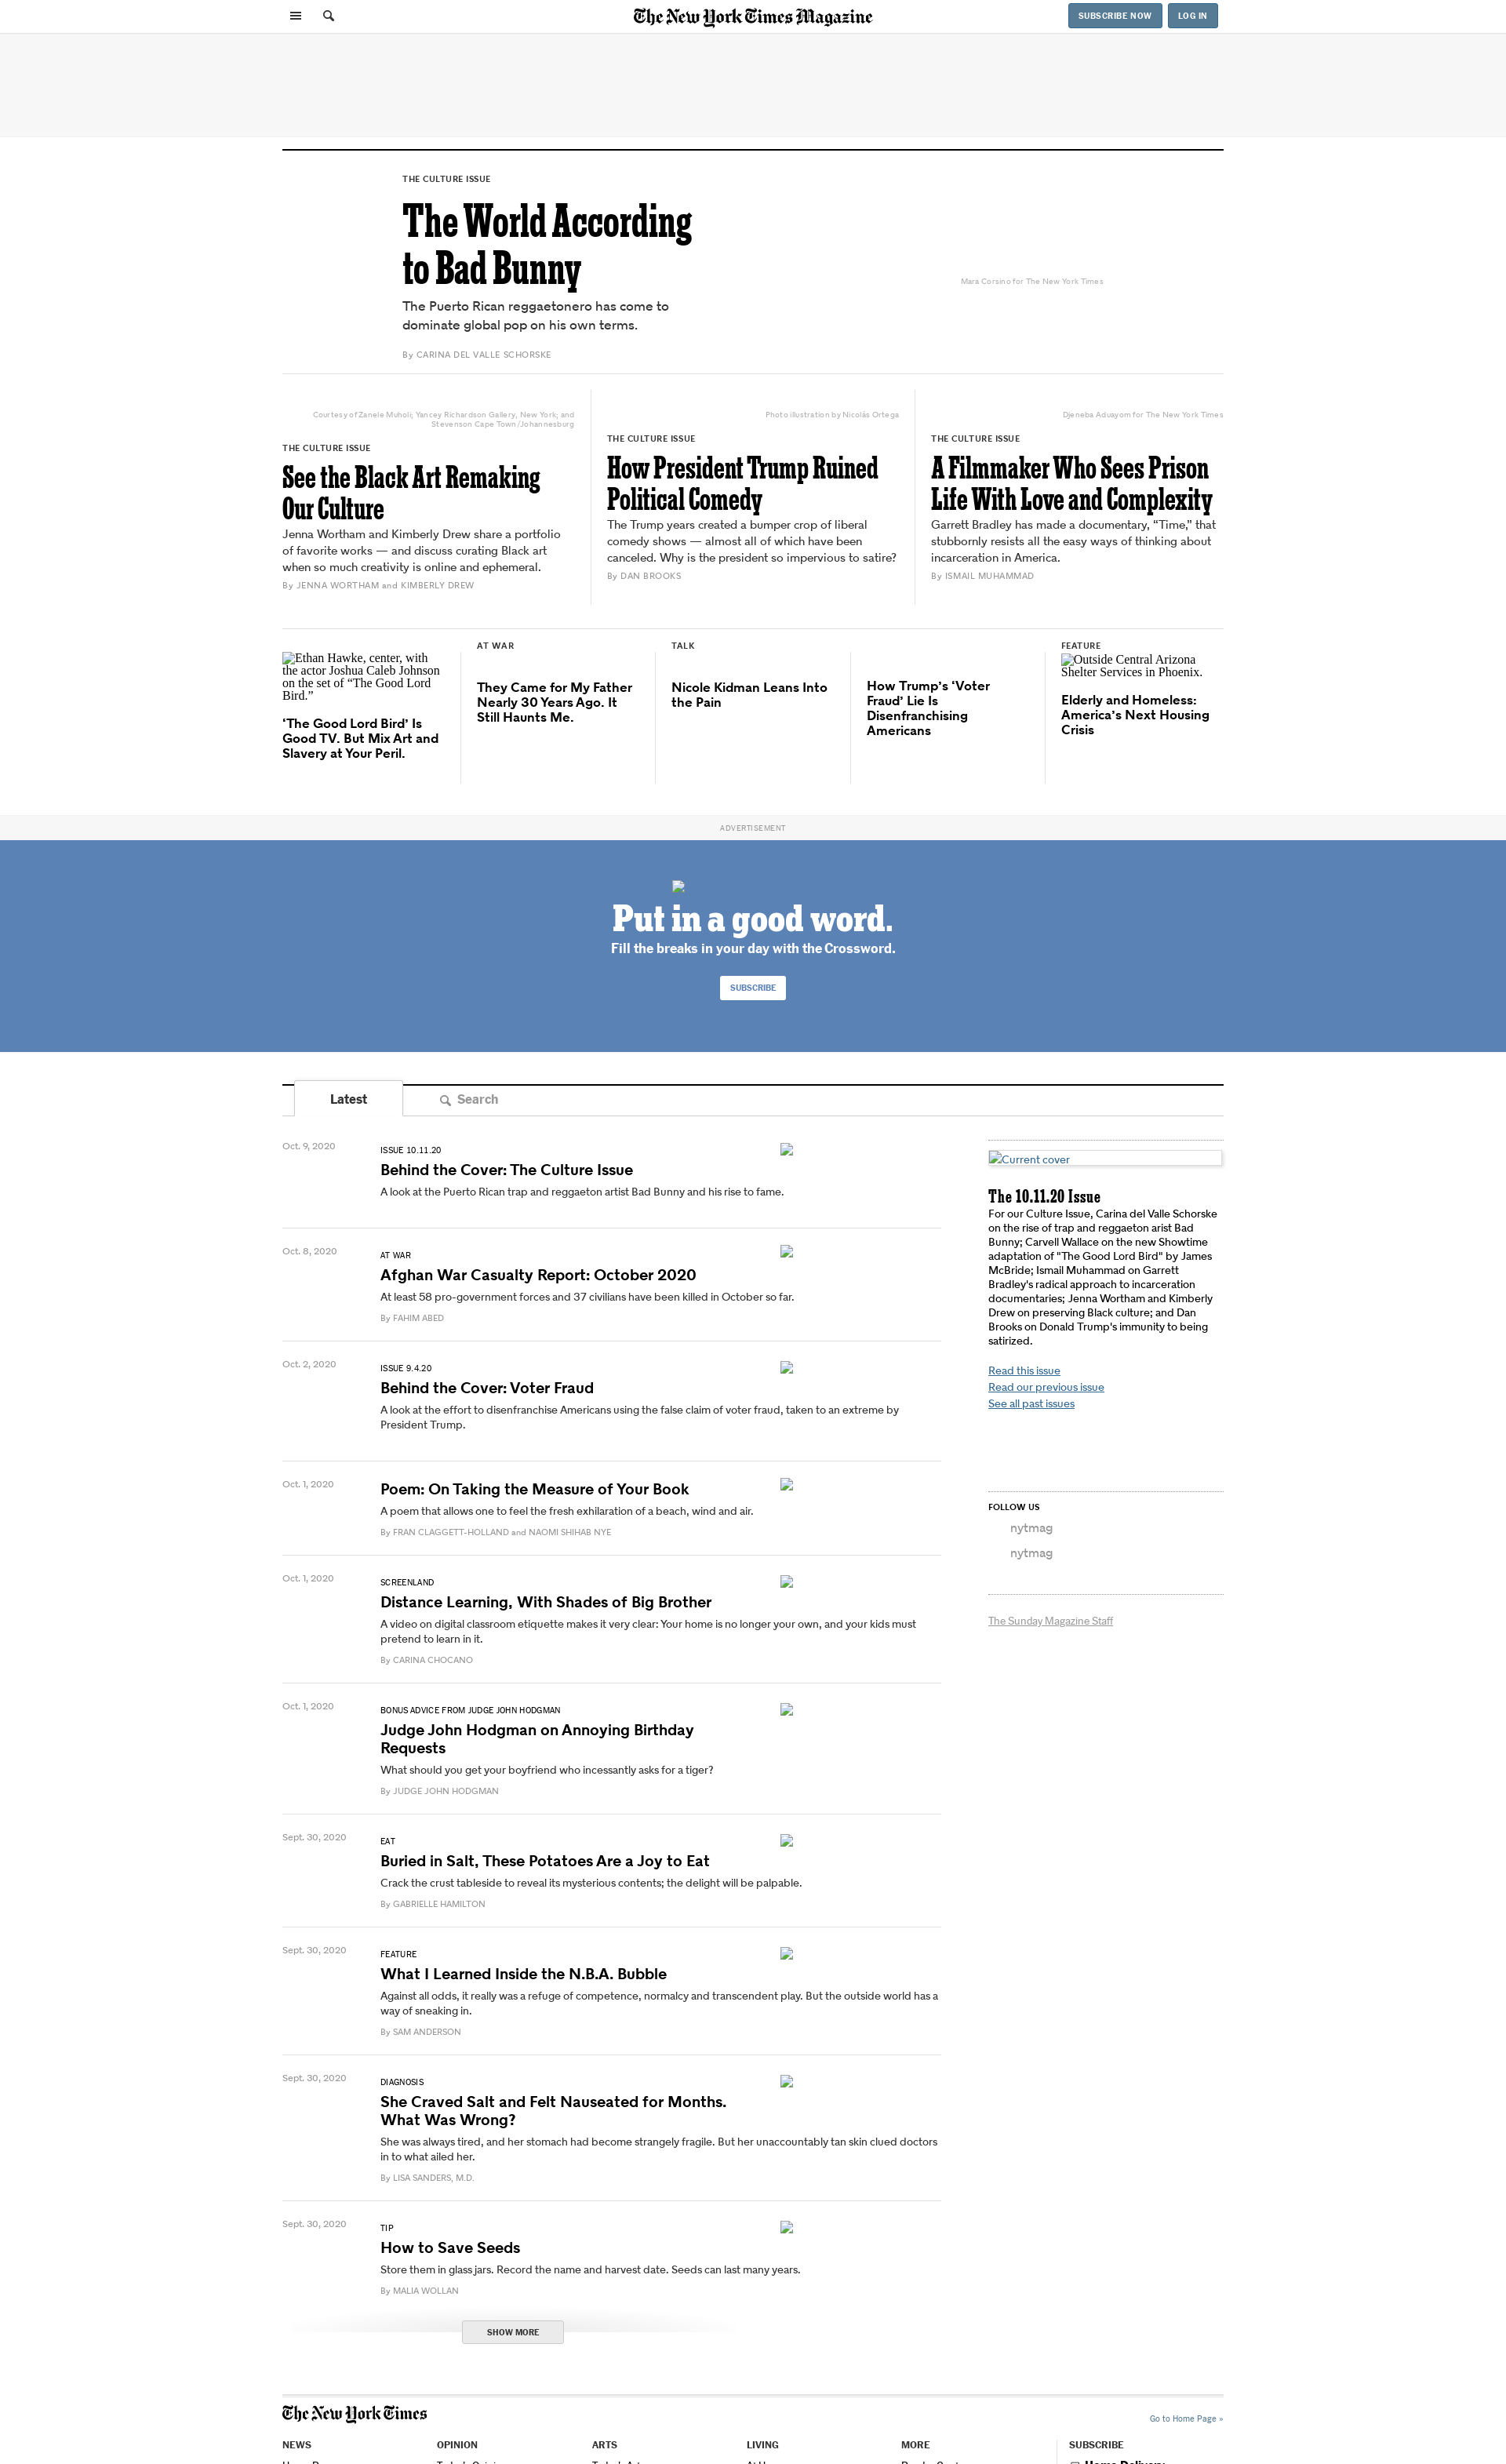 The New York Times Magazine
SUBSCRIBE NOW
LOG IN
THE CULTURE ISSUE
The World According
to Bad Bunny
The Puerto Rican reggaetonero has come to
dominate global pop on his own terms.
By CARINA DEL VALLE SCHORSKE
Mara Corsino for The New York Times
Courtesy of Zanele Muholi; Yancey Richardson Gallery, New York; and
Stevenson Cape Town/Johannesburg
THE CULTURE ISSUE
See the Black Art Remaking
Our Culture
Jenna Wortham and Kimberly Drew share a portfolio
of favorite works — and discuss curating Black art
when so much creativity is online and ephemeral.
By JENNA WORTHAM and KIMBERLY DREW
Photo illustration by Nicolás Ortega
THE CULTURE ISSUE
How President Trump Ruined
Political Comedy
The Trump years created a bumper crop of liberal
comedy shows — almost all of which have been
canceled. Why is the president so impervious to satire?
By DAN BROOKS
Djeneba Aduayom for The New York Times
THE CULTURE ISSUE
A Filmmaker Who Sees Prison
Life With Love and Complexity
Garrett Bradley has made a documentary, “Time,” that
stubbornly resists all the easy ways of thinking about
incarceration in America.
By ISMAIL MUHAMMAD
Ethan Hawke, center, with
the actor Joshua Caleb Johnson
on the set of “The Good Lord
Bird.”
‘The Good Lord Bird’ Is
Good TV. But Mix Art and
Slavery at Your Peril.
AT WAR
They Came for My Father
Nearly 30 Years Ago. It
Still Haunts Me.
TALK
Nicole Kidman Leans Into
the Pain
How Trump’s ‘Voter
Fraud’ Lie Is
Disenfranchising
Americans
FEATURE
Outside Central Arizona
Shelter Services in Phoenix.
Elderly and Homeless:
America’s Next Housing
Crisis
ADVERTISEMENT
Put in a good word.
Fill the breaks in your day with the Crossword.
SUBSCRIBE
Latest
Search
Oct. 9, 2020
ISSUE 10.11.20
Behind the Cover: The Culture Issue
A look at the Puerto Rican trap and reggaeton artist Bad Bunny and his rise to fame.
Oct. 8, 2020
AT WAR
Afghan War Casualty Report: October 2020
At least 58 pro-government forces and 37 civilians have been killed in October so far.
By FAHIM ABED
Oct. 2, 2020
ISSUE 9.4.20
Behind the Cover: Voter Fraud
A look at the effort to disenfranchise Americans using the false claim of voter fraud, taken to an extreme by
President Trump.
Oct. 1, 2020
Poem: On Taking the Measure of Your Book
A poem that allows one to feel the fresh exhilaration of a beach, wind and air.
By FRAN CLAGGETT-HOLLAND and NAOMI SHIHAB NYE
Oct. 1, 2020
SCREENLAND
Distance Learning, With Shades of Big Brother
A video on digital classroom etiquette makes it very clear: Your home is no longer your own, and your kids must
pretend to learn in it.
By CARINA CHOCANO
Oct. 1, 2020
BONUS ADVICE FROM JUDGE JOHN HODGMAN
Judge John Hodgman on Annoying Birthday
Requests
What should you get your boyfriend who incessantly asks for a tiger?
By JUDGE JOHN HODGMAN
Sept. 30, 2020
EAT
Buried in Salt, These Potatoes Are a Joy to Eat
Crack the crust tableside to reveal its mysterious contents; the delight will be palpable.
By GABRIELLE HAMILTON
Sept. 30, 2020
FEATURE
What I Learned Inside the N.B.A. Bubble
Against all odds, it really was a refuge of competence, normalcy and transcendent play. But the outside world has a
way of sneaking in.
By SAM ANDERSON
Sept. 30, 2020
DIAGNOSIS
She Craved Salt and Felt Nauseated for Months.
What Was Wrong?
She was always tired, and her stomach had become strangely fragile. But her unaccountably tan skin clued doctors
in to what ailed her.
By LISA SANDERS, M.D.
Sept. 30, 2020
TIP
How to Save Seeds
Store them in glass jars. Record the name and harvest date. Seeds can last many years.
By MALIA WOLLAN
SHOW MORE
Current cover
The 10.11.20 Issue
For our Culture Issue, Carina del Valle Schorske
on the rise of trap and reggaeton arist Bad
Bunny; Carvell Wallace on the new Showtime
adaptation of "The Good Lord Bird" by James
McBride; Ismail Muhammad on Garrett
Bradley's radical approach to incarceration
documentaries; Jenna Wortham and Kimberly
Drew on preserving Black culture; and Dan
Brooks on Donald Trump's immunity to being
satirized.
Read this issue
Read our previous issue
See all past issues
FOLLOW US
nytmag
nytmag
The Sunday Magazine Staff
The New York Times
Go to Home Page »
NEWS
OPINION
ARTS
LIVING
MORE
SUBSCRIBE